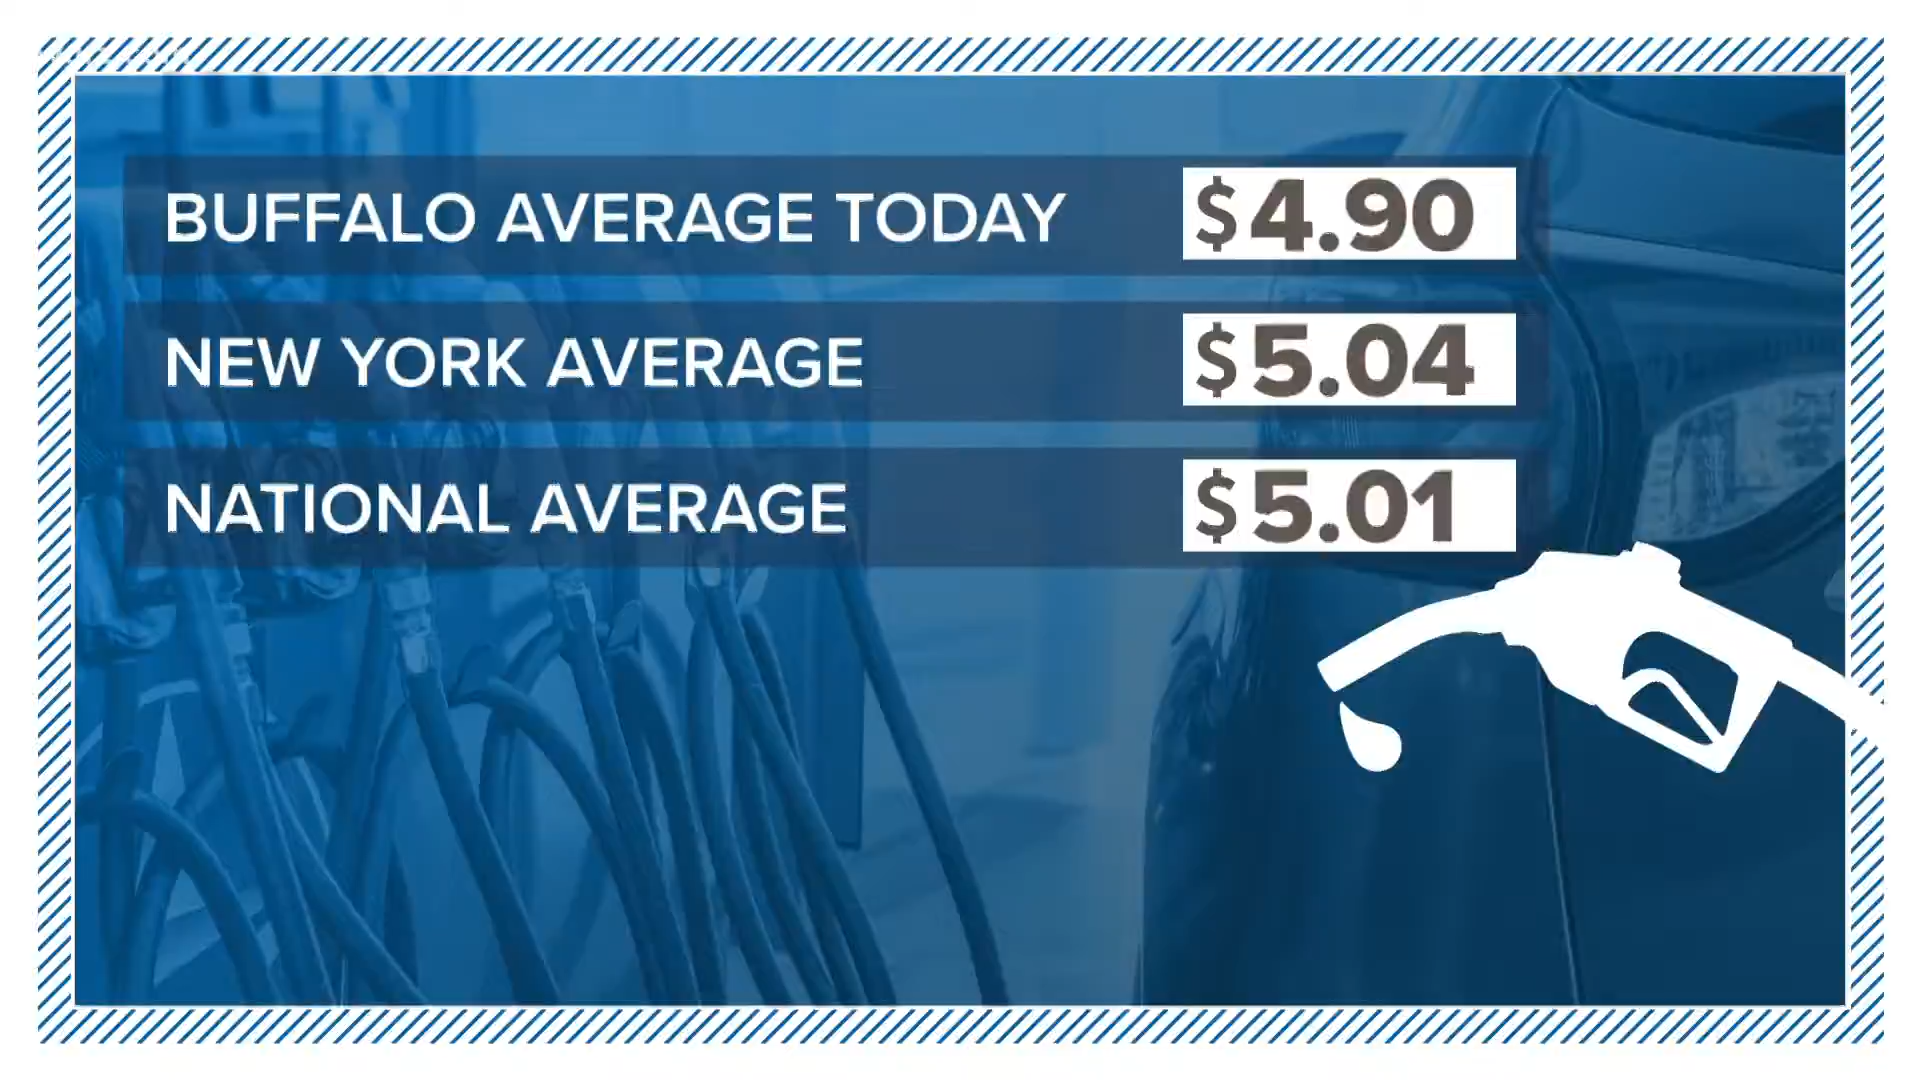 BUFFALO AVERAGE TODAY $4.90
NEW YORK AVERAGE $5.04
NATIONAL AVERAGE $5.01